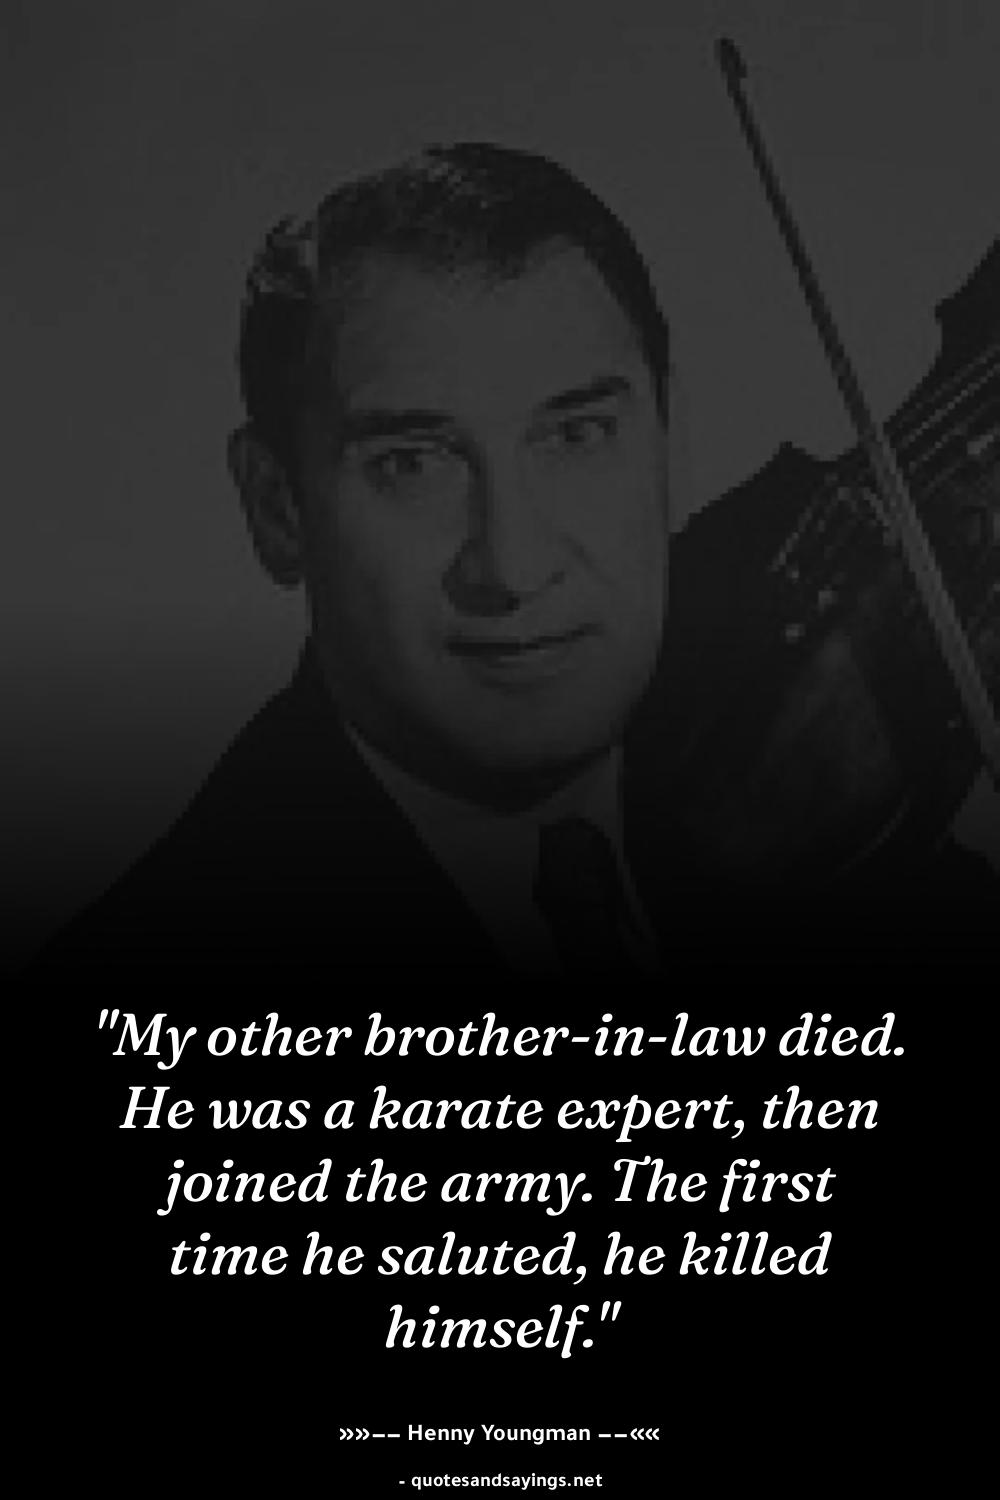 "My other brother-in-law died.
He was a karate expert, then
joined the army. The first
time he saluted, he killed
himself."
»»−− Henny Youngman −−««
- quotesandsayings.net